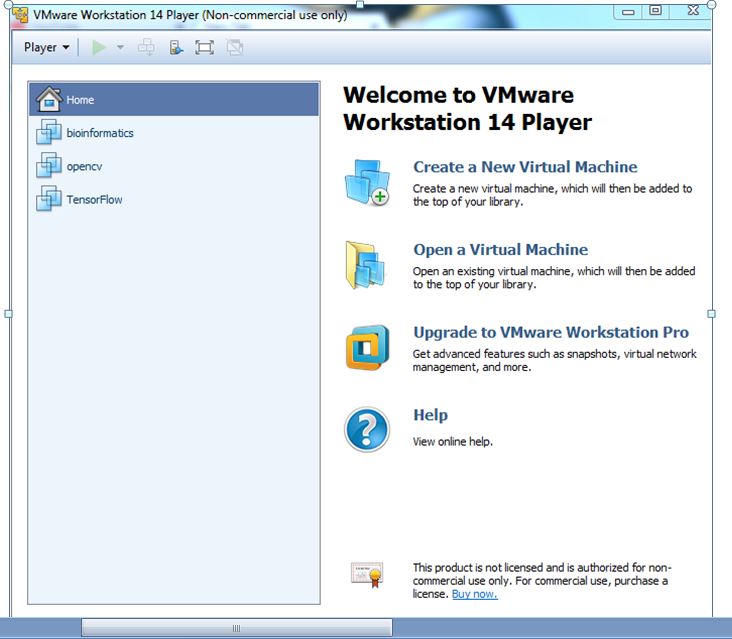 VMware Workstation 14 Player (Non-commercial use only)
Player
Home
bioinformatics
opencv
TensorFlow
Welcome to VMware
Workstation 14 Player
Create a New Virtual Machine
Create a new virtual machine, which will then be added to
the top of your library.
Open a Virtual Machine
Open an existing virtual machine, which will then be added
to the top of your library.
Upgrade to VMware Workstation Pro
Get advanced features such as snapshots, virtual network
management, and more.
Help
View online help.
This product is not licensed and is authorized for non-
commercial use only. For commercial use, purchase a
license. Buy now.